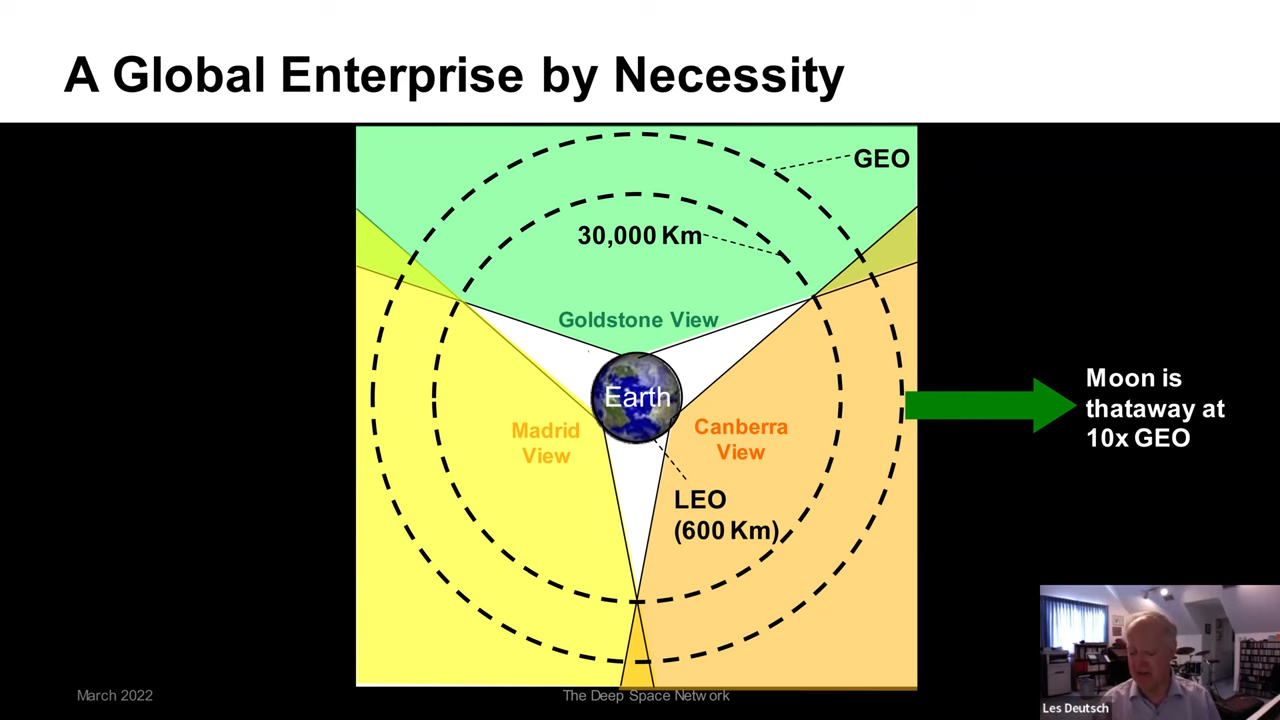 A Global Enterprise by Necessity
GEO
30,000 Km
Goldstone View
Earth
Madrid
View
Canberra
View
LEO
(600 Km)
Moon is
thataway at
10x GEO
March 2022
The Deep Space Network
Les Deutsch